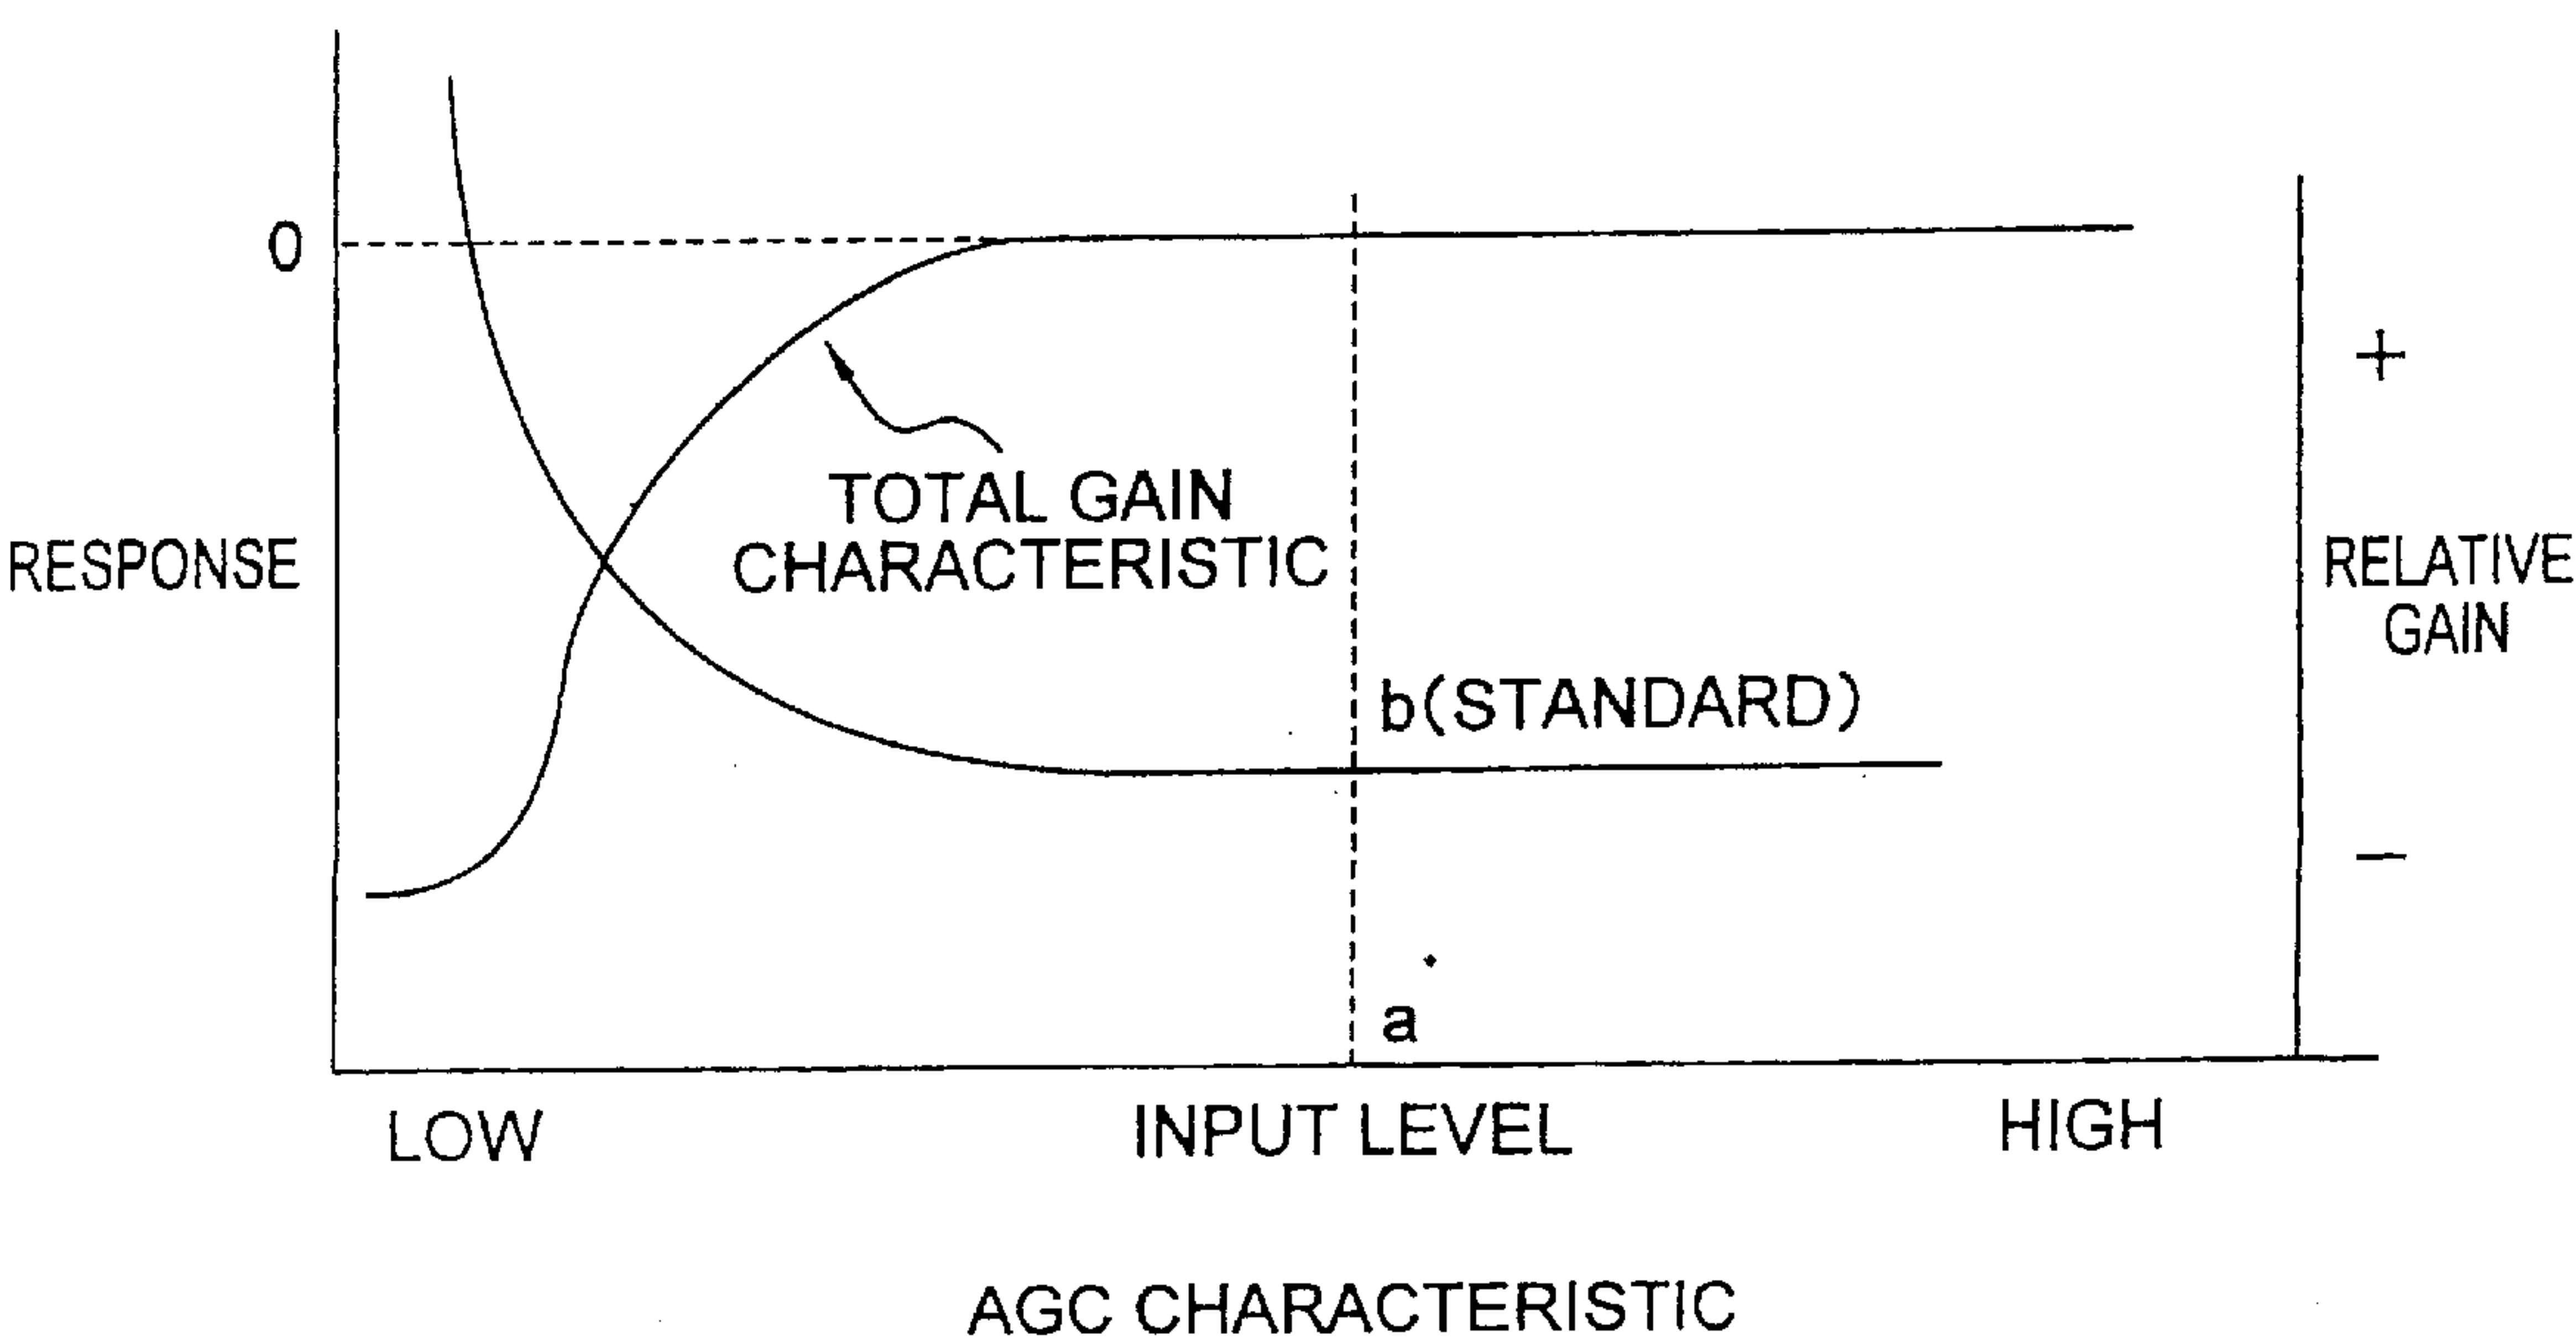 0
+
TOTAL GAIN
CHARACTERISTIC
RESPONSE
RELATIVE
GAIN
b(STANDARD)
−
a
LOW
INPUT LEVEL
HIGH
AGC CHARACTERISTIC